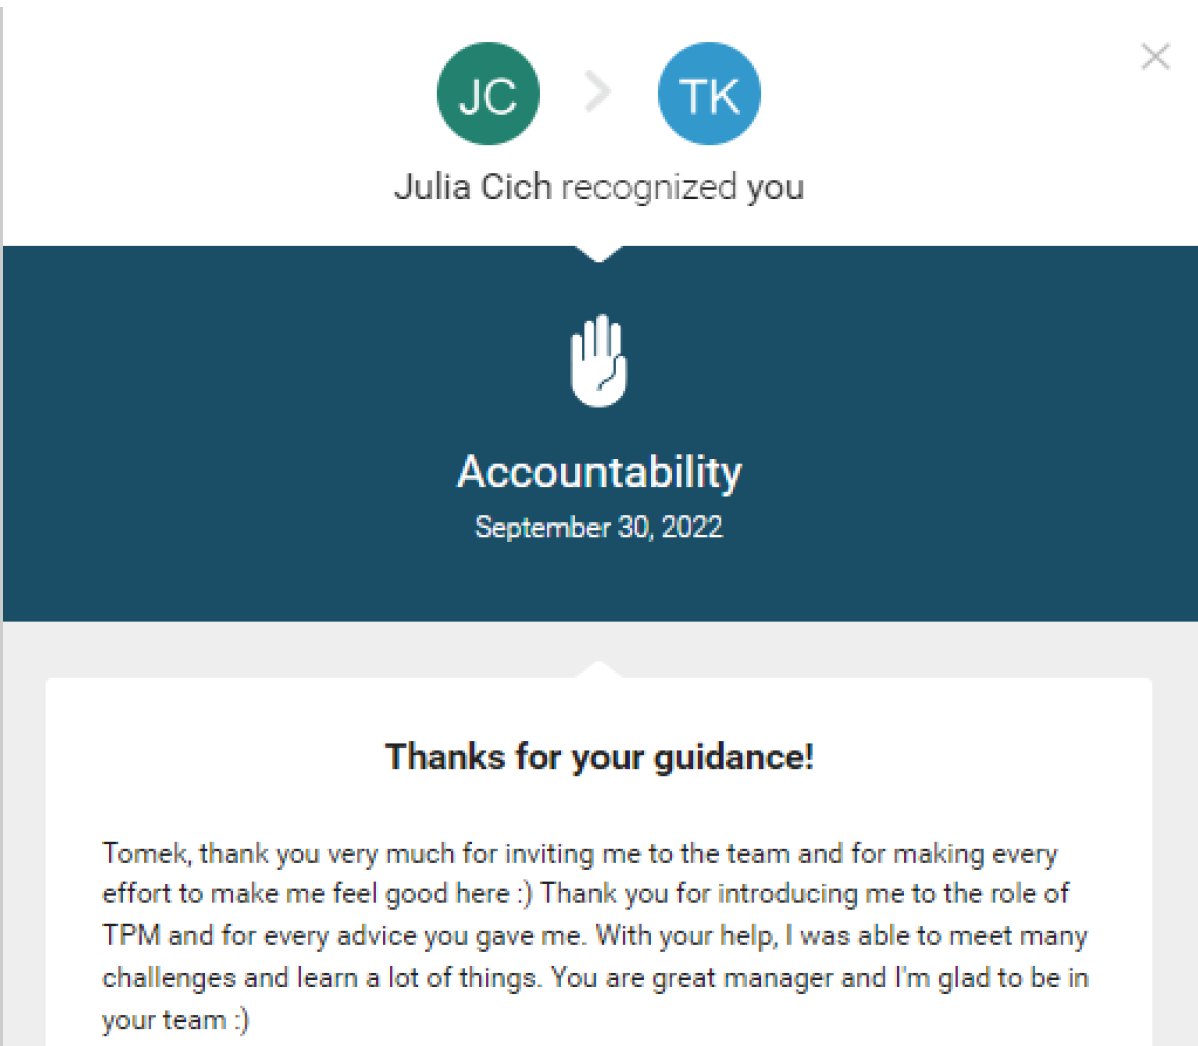 JC TK
Julia Cich recognized you
Accountability
September 30, 2022
Thanks for your guidance!
Tomek, thank you very much for inviting me to the team and for making every
effort to make me feel good here :) Thank you for introducing me to the role of
TPM and for every advice you gave me. With your help, I was able to meet many
challenges and learn a lot of things. You are great manager and I'm glad to be in
your team :)